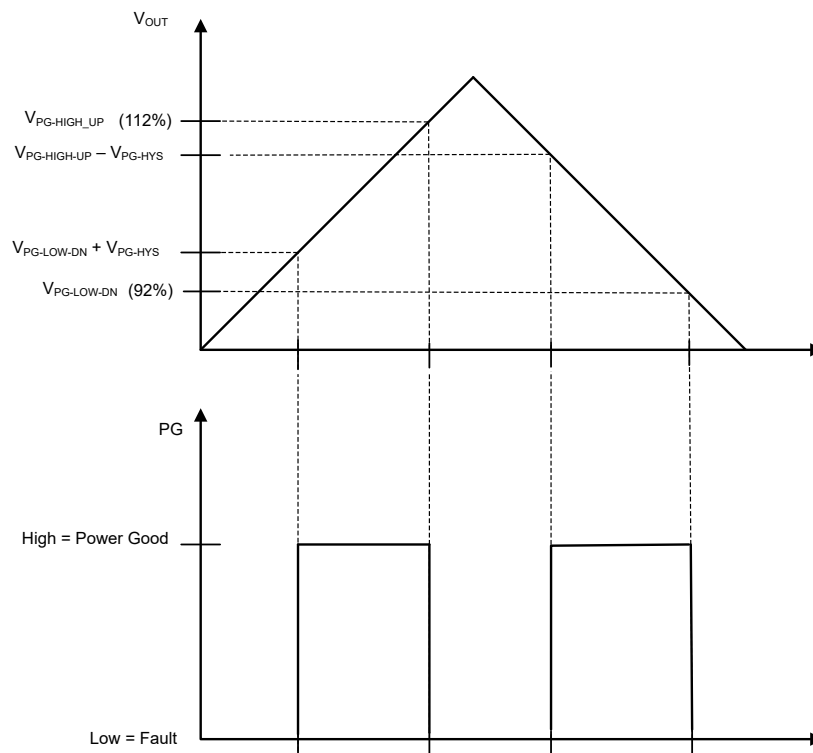 VOUT
VPG-HIGH_UP (112%)
VPG-HIGH-UP – VPG-HYS
VPG-LOW-DN + VPG-HYS
VPG-LOW-DN (92%)
PG
High = Power Good
Low = Fault